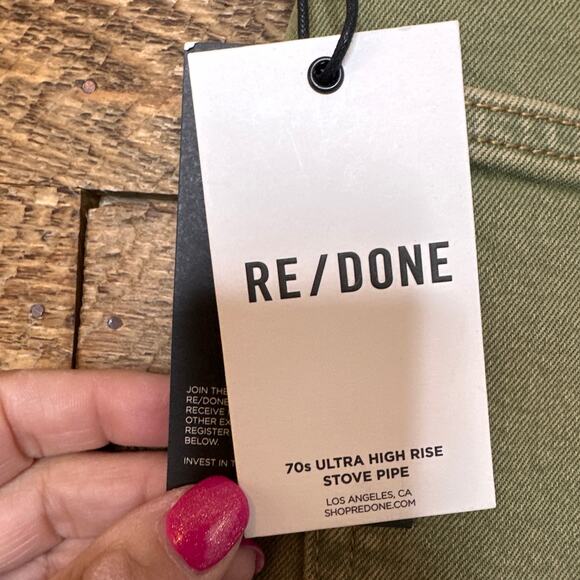 RE/DONE
70s ULTRA HIGH RISE
STOVE PIPE
LOS ANGELES, CA
SHOPREDONE.COM
JOIN THE
RE/DONE
RECEIVE
OTHER EX
REGISTER
BELOW.
INVEST IN